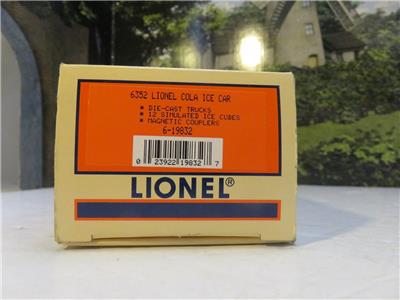 6352 LIONEL COLA ICE CAR
• DIE-CAST TRUCKS
• 12 SIMULATED ICE CUBES
• MAGNETIC COUPLERS
6-19832
0 23922 19832 7
LIONEL®